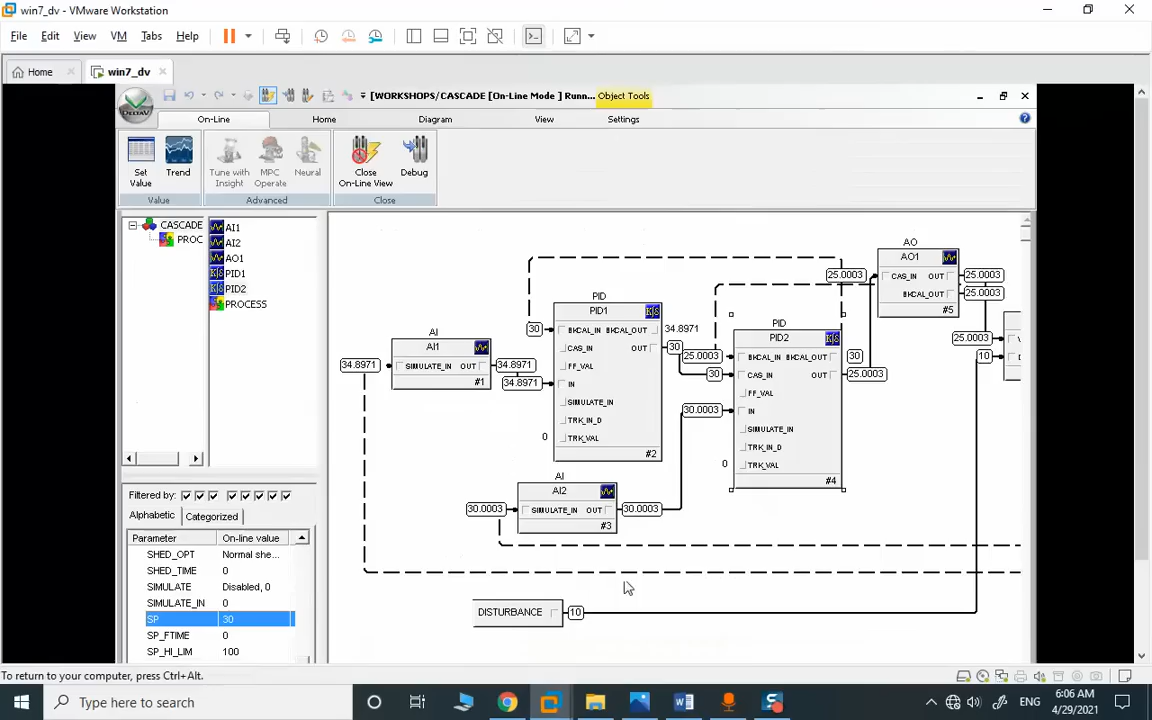 win7_dv - VMware Workstation
File Edit View VM Tabs Help
Home win7_dv
DELTAV [WORKSHOPS/CASCADE [On-Line Mode ] Runn... Object Tools
On-Line Home Diagram View Settings
Set Value Trend Tune with Insight MPC Operate Neural Close On-Line View Debug
Value Advanced Close
CASCADE
PROC
AI1
AI2
AO1
PID1
PID2
PROCESS
Filtered by:
Alphabetic Categorized
Parameter On-line value
SHED_OPT Normal she...
SHED_TIME 0
SIMULATE Disabled, 0
SIMULATE_IN 0
SP 30
SP_FTIME 0
SP_HI_LIM 100
AI
AI1
34.8971 SIMULATE_IN OUT 34.8971
#1
34.8971
PID
PID1
30 BKCAL_IN BKCAL_OUT 34.8971
CAS_IN OUT 30
FF_VAL
IN
SIMULATE_IN
TRK_IN_D
0 TRK_VAL
#2
AI
AI2
30.0003 SIMULATE_IN OUT 30.0003
#3
PID
PID2
25.0003 BKCAL_IN BKCAL_OUT 30
30 CAS_IN OUT 25.0003
FF_VAL
30.0003 IN
SIMULATE_IN
TRK_IN_D
0 TRK_VAL
#4
AO
AO1
25.0003 CAS_IN OUT 25.0003
BKCAL_OUT 25.0003
#5
25.0003
10
DISTURBANCE 10
To return to your computer, press Ctrl+Alt.
Type here to search
ENG
6:06 AM
4/29/2021